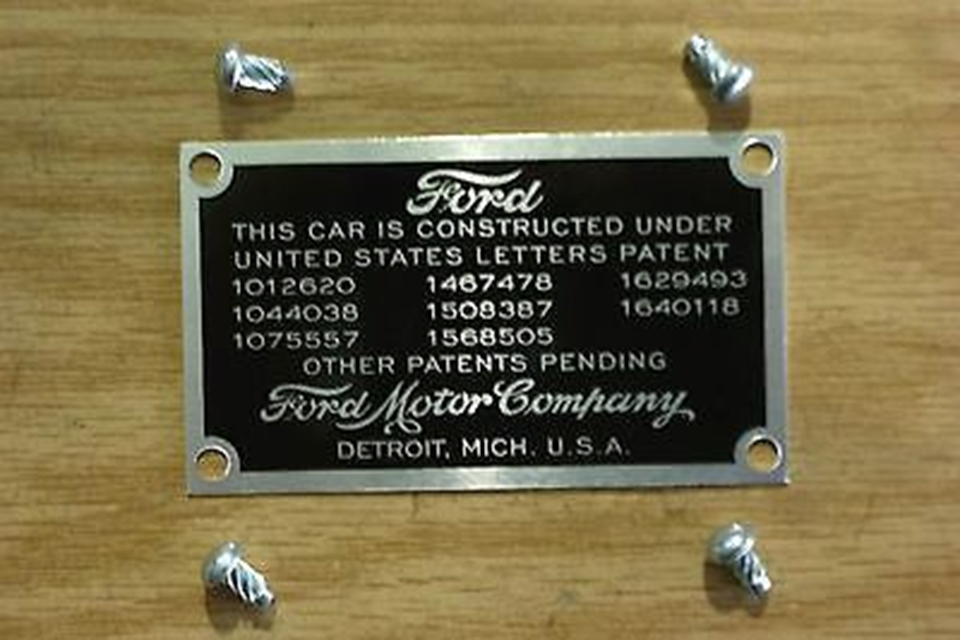 Ford
THIS CAR IS CONSTRUCTED UNDER
UNITED STATES LETTERS PATENT
1012620 1467478 1629493
1044038 1508387 1640118
1075557 1568505
OTHER PATENTS PENDING
Ford Motor Company
DETROIT, MICH. U.S.A.